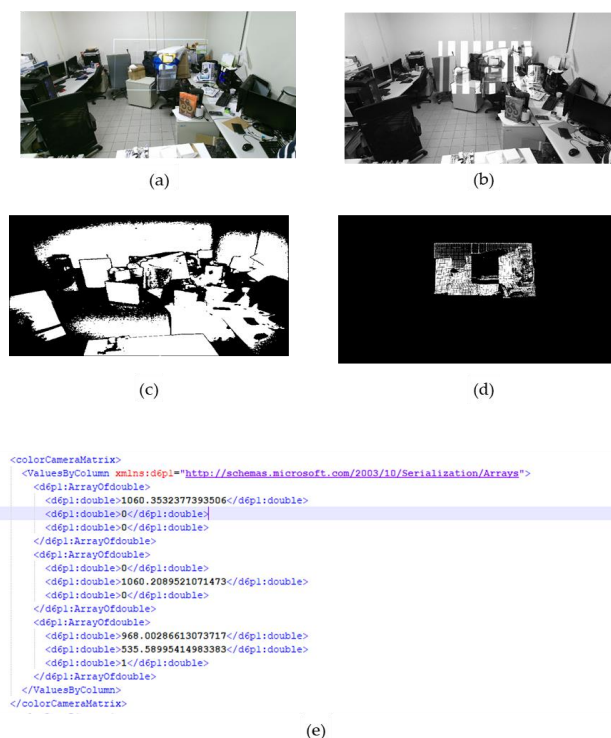 (a)
(b)
(c)
(d)
<colorCameraMatrix>
<ValuesByColumn xmlns:d6p1="http://schemas.microsoft.com/2003/10/Serialization/Arrays">
<d6p1:ArrayOfdouble>
<d6p1:double>1060.3532377393506</d6p1:double>
<d6p1:double>0</d6p1:double>
<d6p1:double>0</d6p1:double>
</d6p1:ArrayOfdouble>
<d6p1:ArrayOfdouble>
<d6p1:double>0</d6p1:double>
<d6p1:double>1060.2089521071473</d6p1:double>
<d6p1:double>0</d6p1:double>
</d6p1:ArrayOfdouble>
<d6p1:ArrayOfdouble>
<d6p1:double>968.00286613073717</d6p1:double>
<d6p1:double>535.58995414983383</d6p1:double>
<d6p1:double>1</d6p1:double>
</d6p1:ArrayOfdouble>
</ValuesByColumn>
</colorCameraMatrix>
(e)